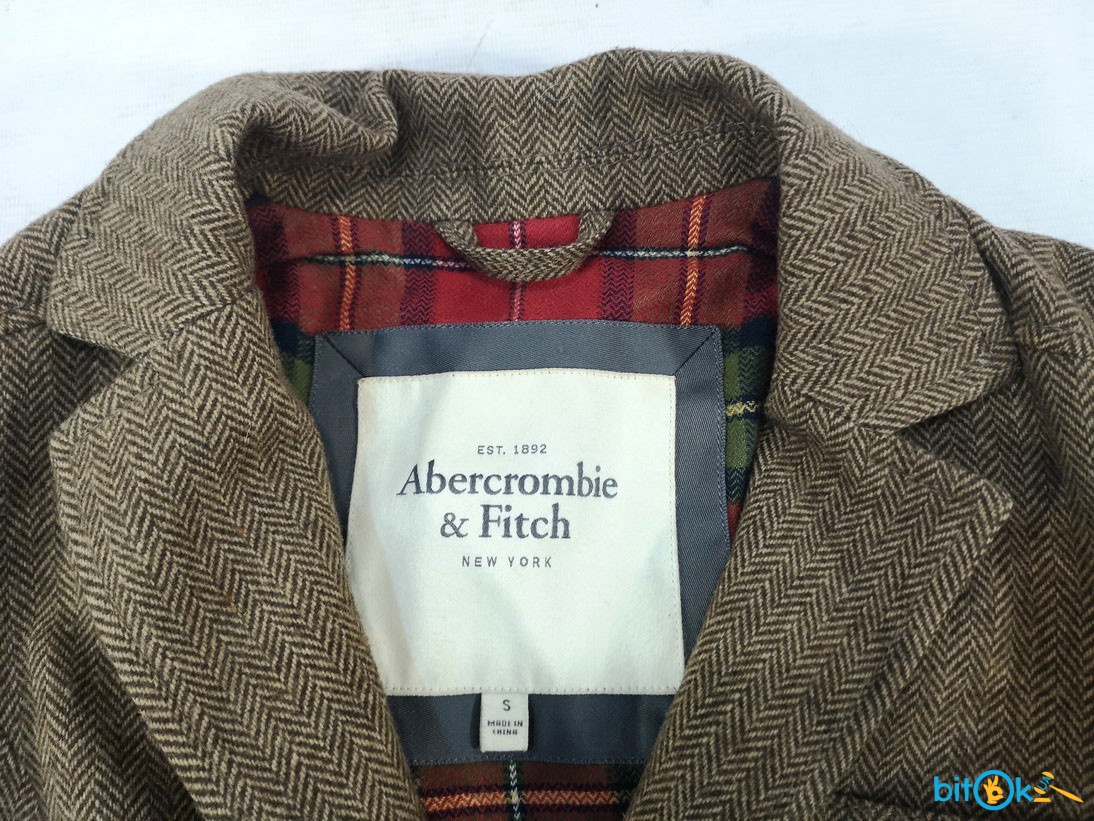 EST. 1892
Abercrombie
& Fitch
NEW YORK
S
MADE IN
CHINA
bitOk